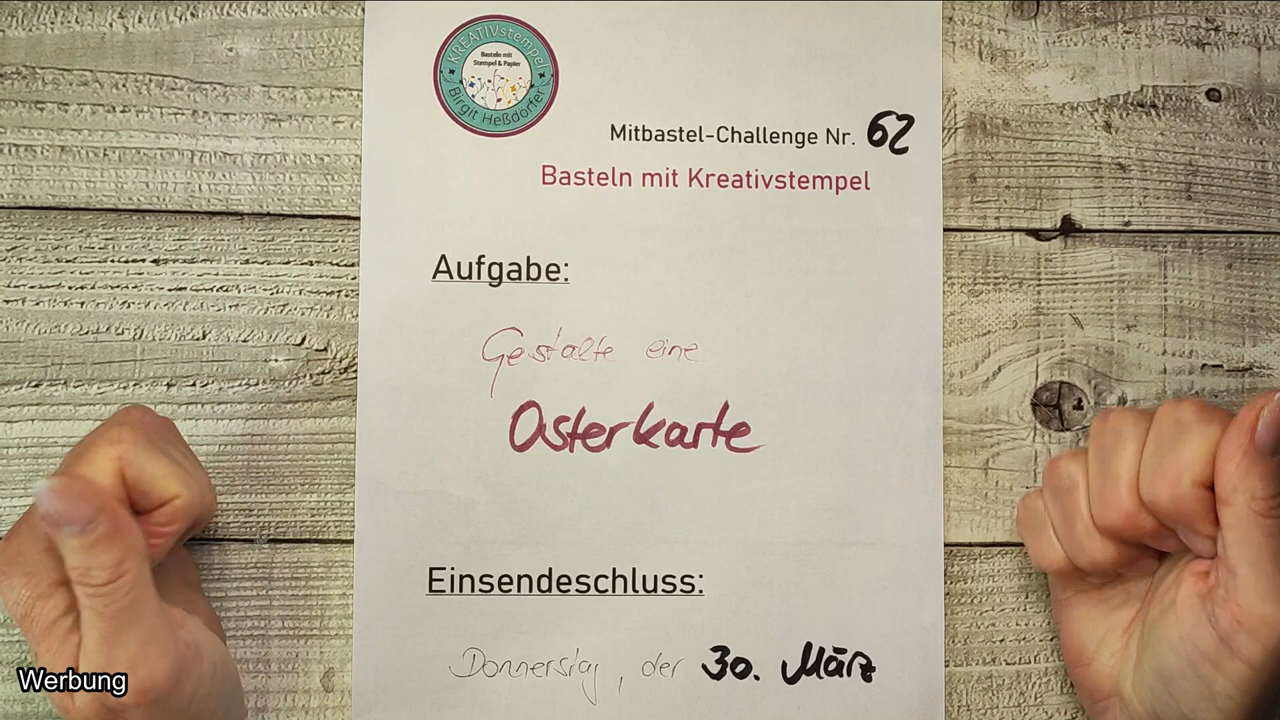 KREATIVstempel
Basteln mit
Stempel & Papier
Birgit Heßdorfer
Mitbastel-Challenge Nr. 62
Basteln mit Kreativstempel
Aufgabe:
Gestalte eine
Osterkarte
Einsendeschluss:
Donnerstag, der 30. März
Werbung